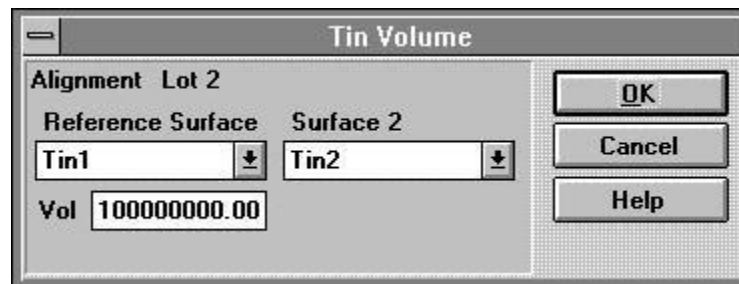 Tin Volume
Alignment Lot 2
Reference Surface Surface 2
Tin1 Tin2
Vol 100000000.00
OK
Cancel
Help